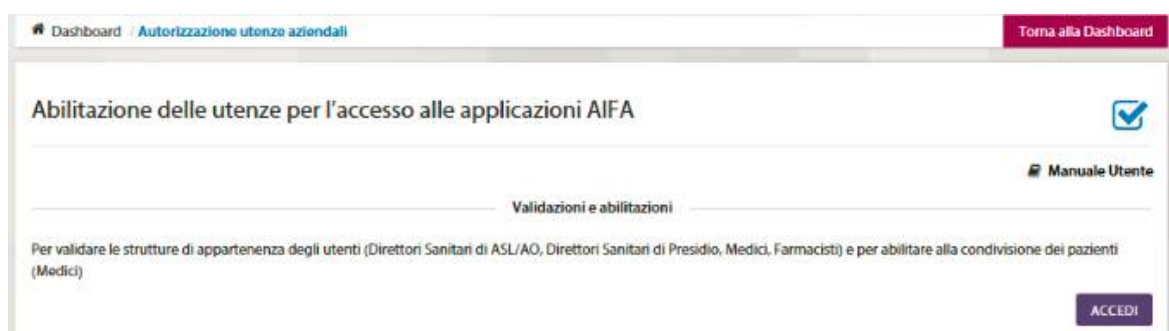 Dashboard / Autorizzazione utenze aziendali
Torna alla Dashboard
Abilitazione delle utenze per l'accesso alle applicazioni AIFA
Manuale Utente
Validazioni e abilitazioni
Per validare le strutture di appartenenza degli utenti (Direttori Sanitari di ASL/AO, Direttori Sanitari di Presidio, Medici, Farmacisti) e per abilitare alla condivisione dei pazienti
(Medici)
ACCEDI